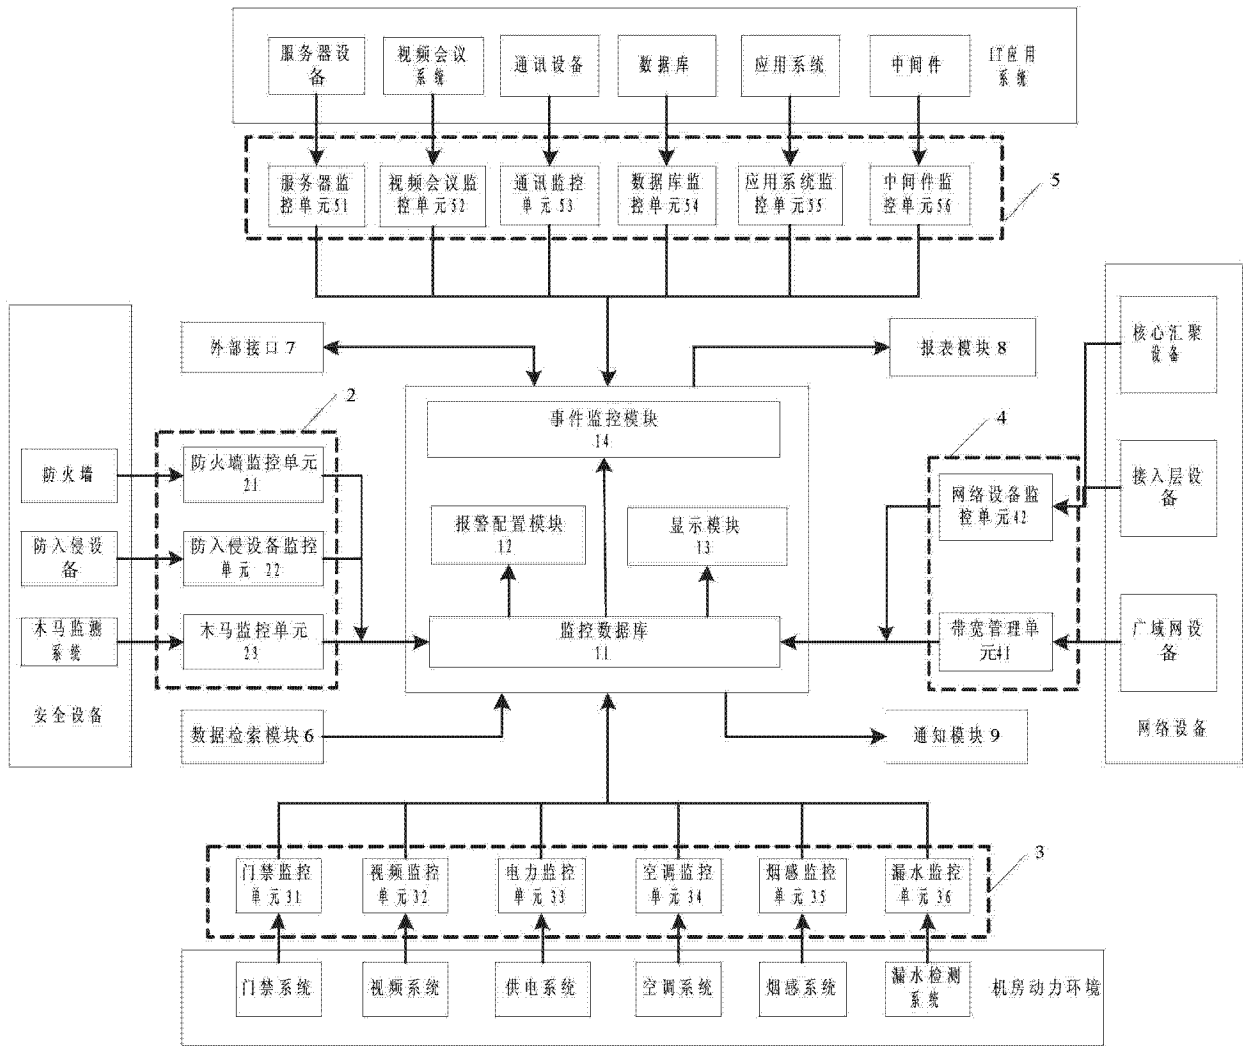 服务器设
备
视频会议
系统
通讯设备
数据库
应用系统
中间件
IT应用
系统
服务器监
控单元51
视频会议监
控单元52
通讯监控
单元53
数据库监
控单元54
应用系统监
控单元55
中间件监
控单元56
5
外部接口7
报表模块8
核心汇聚
设备
2
4
事件监控模块
14
防火墙
防火墙监控单元
21
网络设备监
控单元42
接入层设
备
报警配置模块
12
显示模块
13
防入侵设
备
防入侵设备监控
单元 22
木马监测
系统
木马监控单元
23
监控数据库
11
带宽管理单
元41
广域网设
备
安全设备
数据检索模块6
通知模块9
网络设备
3
门禁监控
单元31
视频监控
单元32
电力监控
单元33
空调监控
单元34
烟感监控
单元35
漏水监控
单元36
门禁系统
视频系统
供电系统
空调系统
烟感系统
漏水检测
系统
机房动力环境